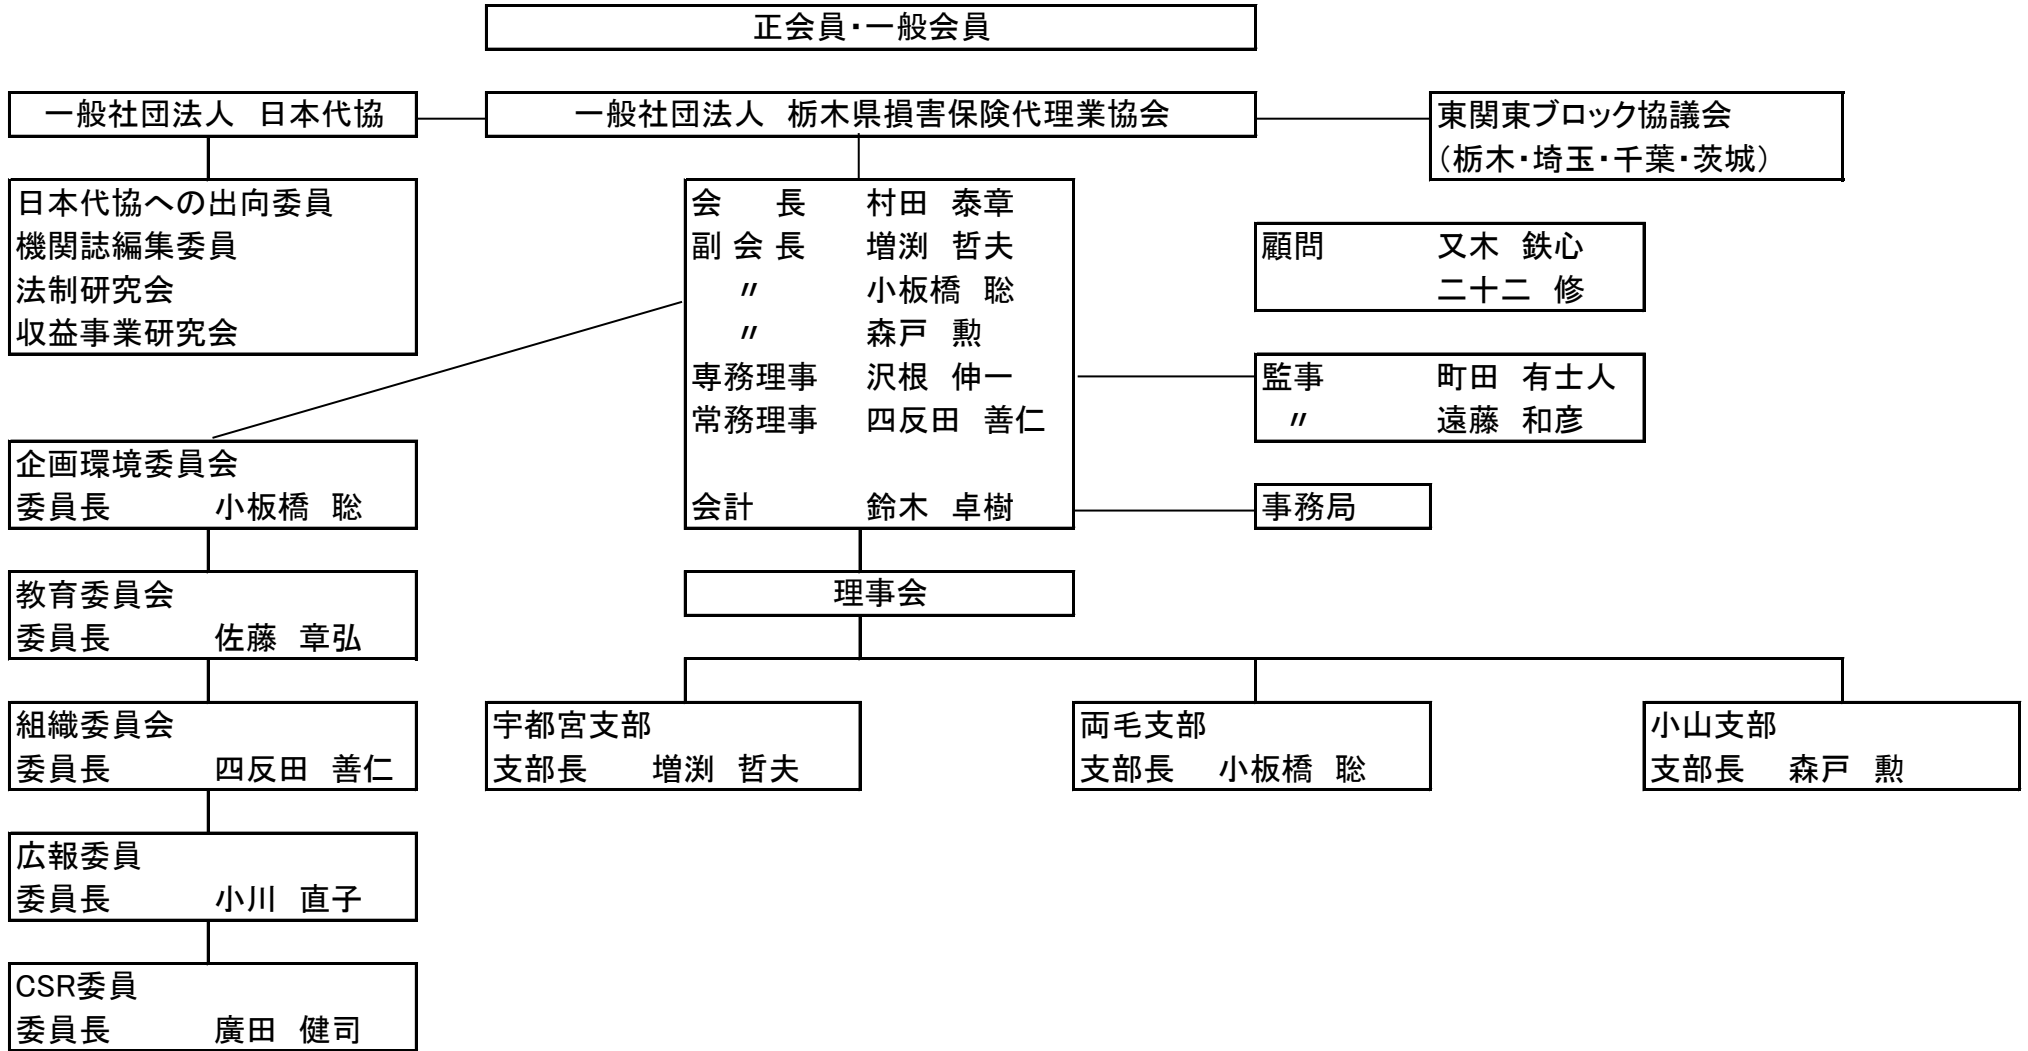 正会員・一般会員
一般社団法人　日本代協
一般社団法人　栃木県損害保険代理業協会
東関東ブロック協議会
（栃木・埼玉・千葉・茨城）
日本代協への出向委員
機関誌編集委員
法制研究会
収益事業研究会
会　　長　村田　泰章
副 会 長　増渕　哲夫
〃　小板橋　聡
〃　森戸　勲
専務理事　沢根　伸一
常務理事　四反田　善仁
会計　鈴木　卓樹
顧問　又木　鉄心
二十二　修
監事　町田　有士人
〃　遠藤　和彦
事務局
企画環境委員会
委員長　小板橋　聡
教育委員会
委員長　佐藤　章弘
組織委員会
委員長　四反田　善仁
広報委員
委員長　小川　直子
CSR委員
委員長　廣田　健司
理事会
宇都宮支部
支部長　増渕　哲夫
両毛支部
支部長　小板橋　聡
小山支部
支部長　森戸　勲